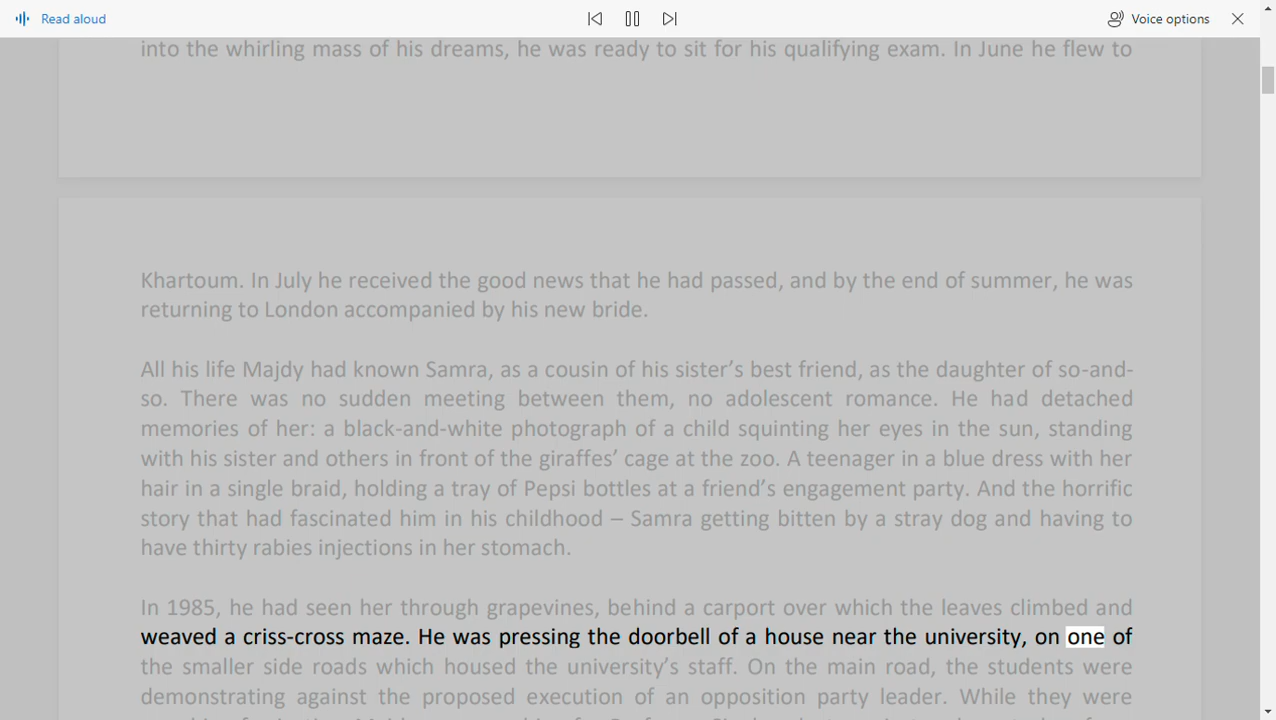 Read aloud
Voice options
into the whirling mass of his dreams, he was ready to sit for his qualifying exam. In June he flew to
Khartoum. In July he received the good news that he had passed, and by the end of summer, he was
returning to London accompanied by his new bride.
All his life Majdy had known Samra, as a cousin of his sister’s best friend, as the daughter of so-and-
so. There was no sudden meeting between them, no adolescent romance. He had detached
memories of her: a black-and-white photograph of a child squinting her eyes in the sun, standing
with his sister and others in front of the giraffes’ cage at the zoo. A teenager in a blue dress with her
hair in a single braid, holding a tray of Pepsi bottles at a friend’s engagement party. And the horrific
story that had fascinated him in his childhood – Samra getting bitten by a stray dog and having to
have thirty rabies injections in her stomach.
In 1985, he had seen her through grapevines, behind a carport over which the leaves climbed and
weaved a criss-cross maze. He was pressing the doorbell of a house near the university, on one of
the smaller side roads which housed the university’s staff. On the main road, the students were
demonstrating against the proposed execution of an opposition party leader. While they were